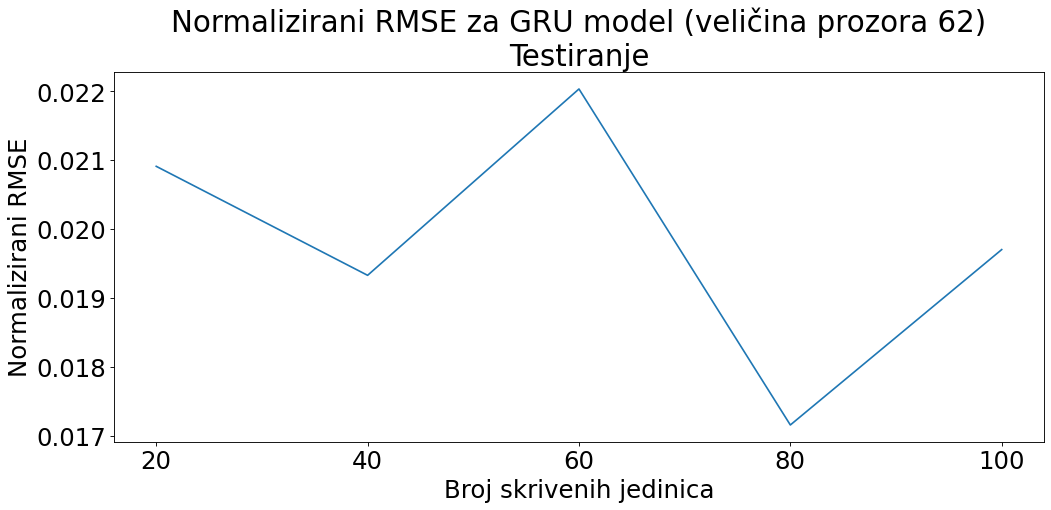 Normalizirani RMSE za GRU model (veličina prozora 62)
Testiranje
Normalizirani RMSE
0.022
0.021
0.020
0.019
0.018
0.017
20 40 60 80 100
Broj skrivenih jedinica